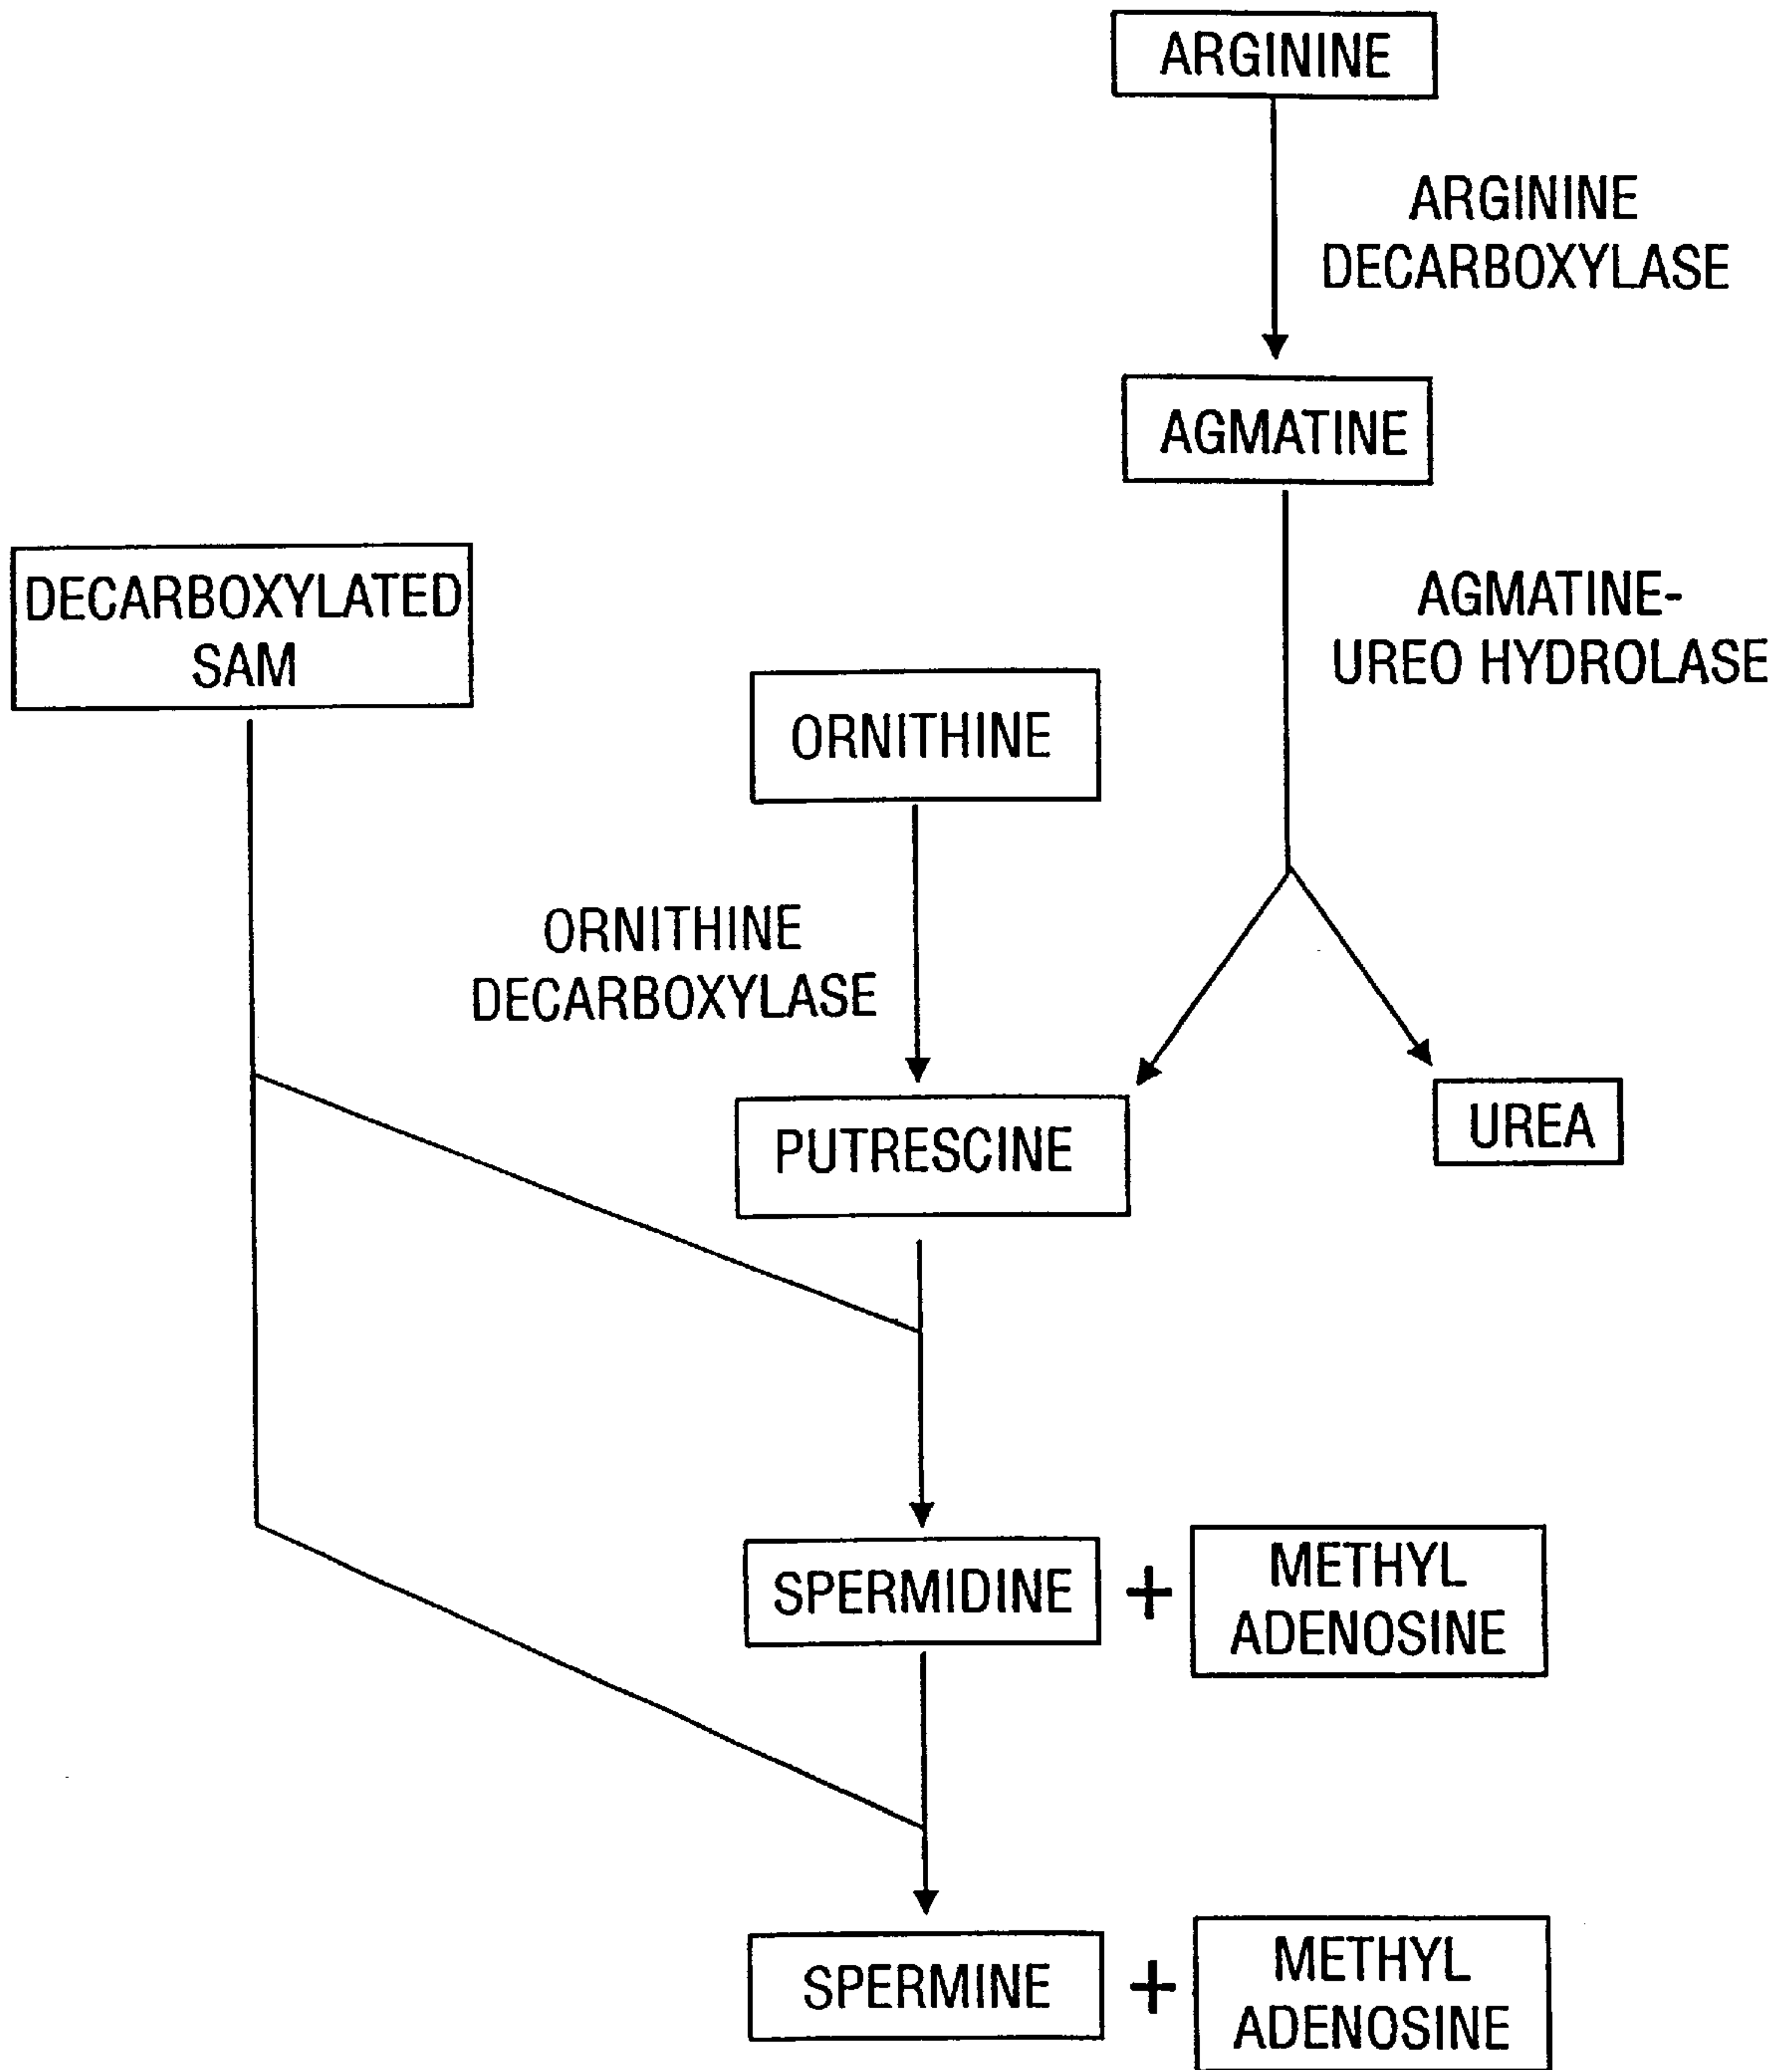 ARGININE
ARGININE
DECARBOXYLASE
AGMATINE
DECARBOXYLATED
SAM
AGMATINE-
UREO HYDROLASE
ORNITHINE
ORNITHINE
DECARBOXYLASE
PUTRESCINE
UREA
SPERMIDINE
+
METHYL
ADENOSINE
SPERMINE
+
METHYL
ADENOSINE